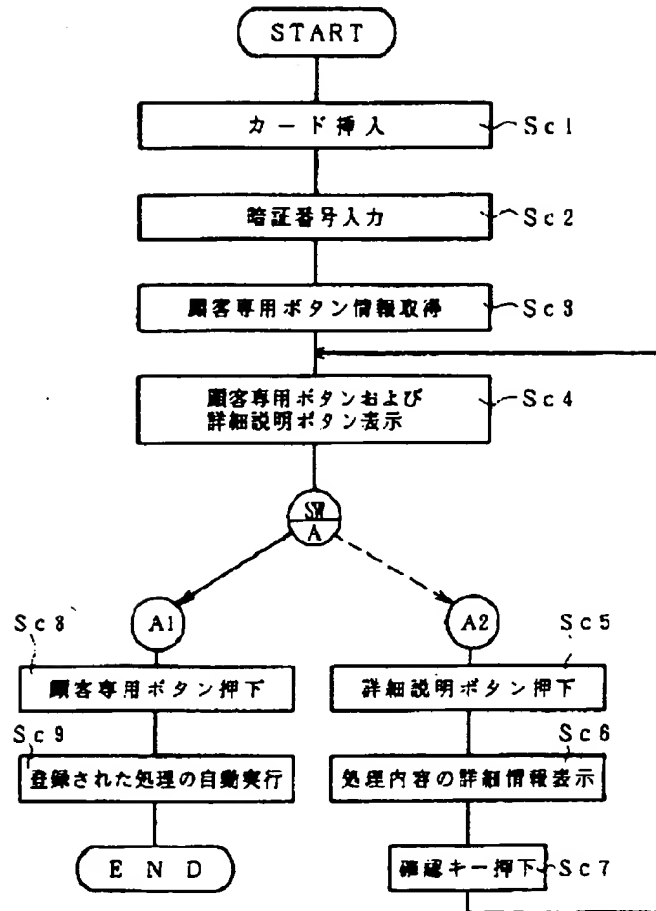 START
カード挿入
Sc1
暗証番号入力
Sc2
顧客専用ボタン情報取得
Sc3
顧客専用ボタンおよび
詳細説明ボタン表示
Sc4
SW
A
A1
A2
Sc8
顧客専用ボタン押下
Sc5
詳細説明ボタン押下
Sc9
登録された処理の自動実行
Sc6
処理内容の詳細情報表示
END
確認キー押下
Sc7